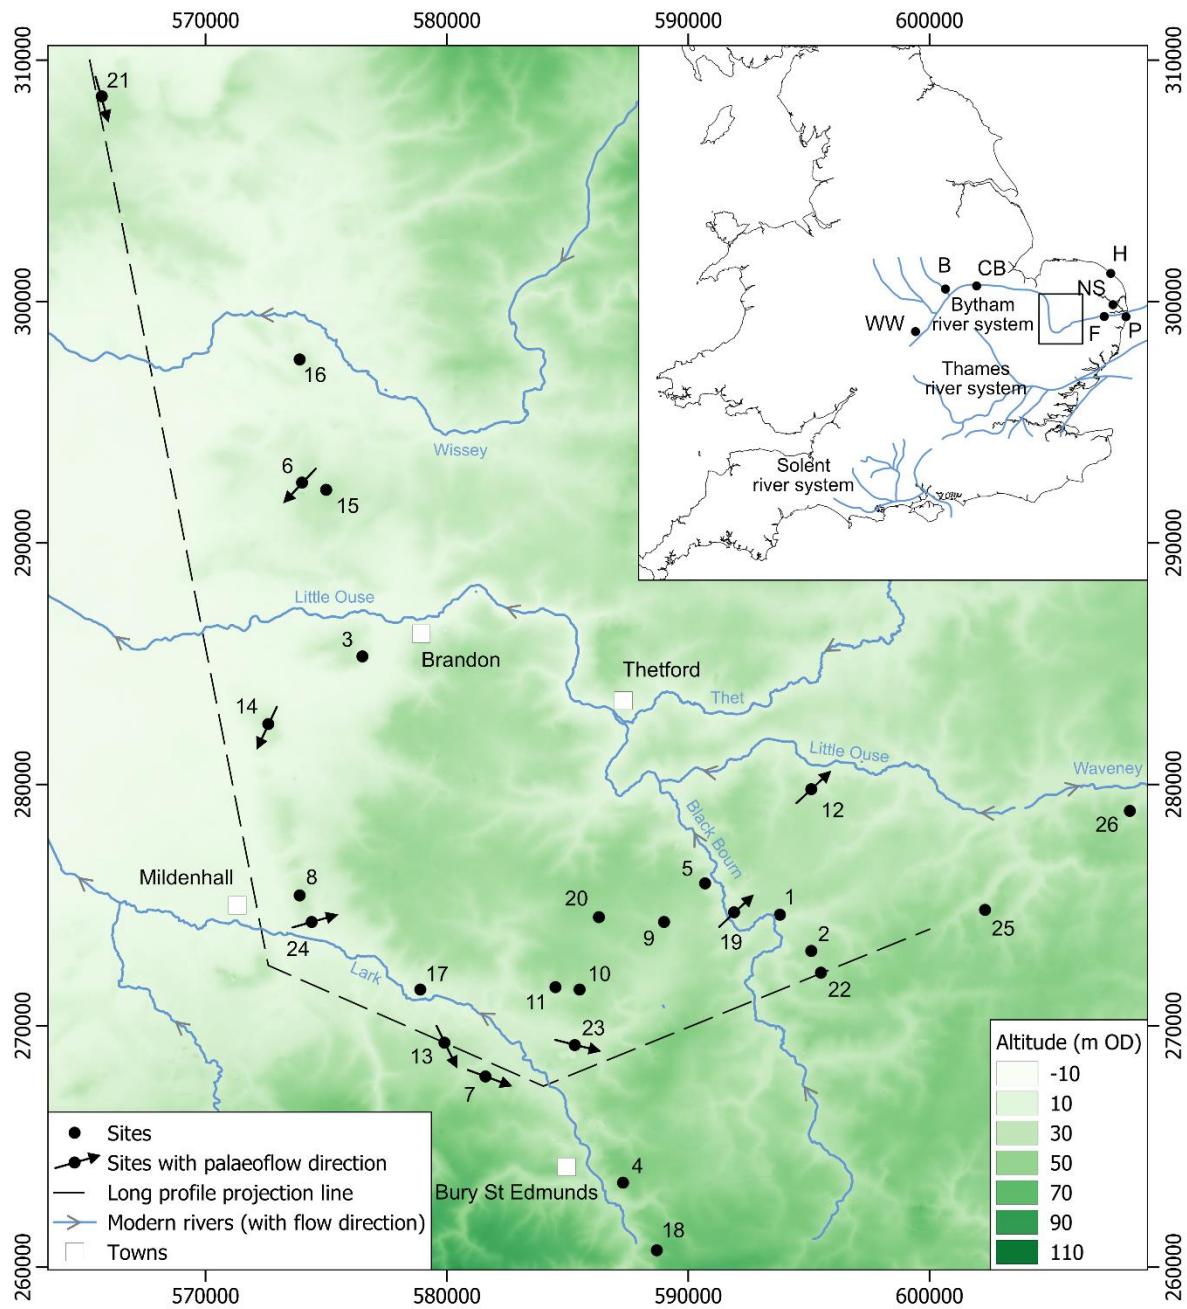 570000
580000
590000
600000
310000
310000
21
H
B
CB
NS
Bytham
river system
WW
F
P
300000
300000
Thames
river system
16
Wissey
6
15
Solent
river system
290000
290000
Little Ouse
3
Brandon
Thetford
Thet
14
Little Ouse
Waveney
280000
280000
12
26
Black Bourn
Mildenhall
8
5
20
1
24
9
19
2
25
Lark
17
11
10
22
270000
270000
13
23
7
Altitude (m OD)
-10
10
30
50
70
90
110
Sites
Sites with palaeoflow direction
Long profile projection line
Modern rivers (with flow direction)
Towns
4
Bury St Edmunds
18
260000
260000
570000
580000
590000
600000